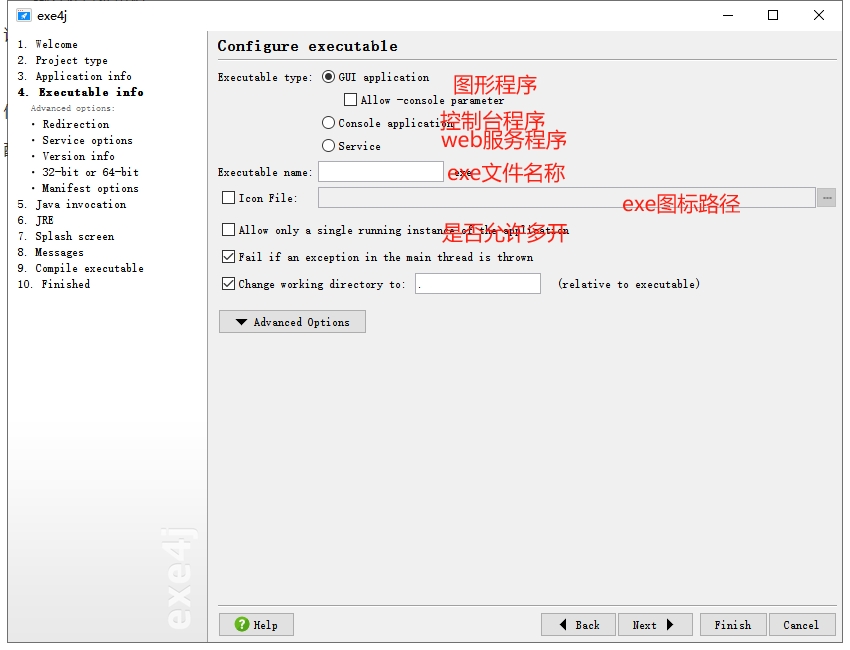 exe4j
1. Welcome
2. Project type
3. Application info
4. Executable info
Advanced options:
· Redirection
· Service options
· Version info
· 32-bit or 64-bit
· Manifest options
5. Java invocation
6. JRE
7. Splash screen
8. Messages
9. Compile executable
10. Finished
exe4j
Configure executable
Executable type: GUI application 图形程序
Allow -console parameter
Console application 控制台程序
Service web服务程序
Executable name: .exe exe文件名称
Icon File: ... exe图标路径
Allow only a single running instance of the application 是否允许多开
Fail if an exception in the main thread is thrown
Change working directory to: . (relative to executable)
Advanced Options
Help Back Next Finish Cancel